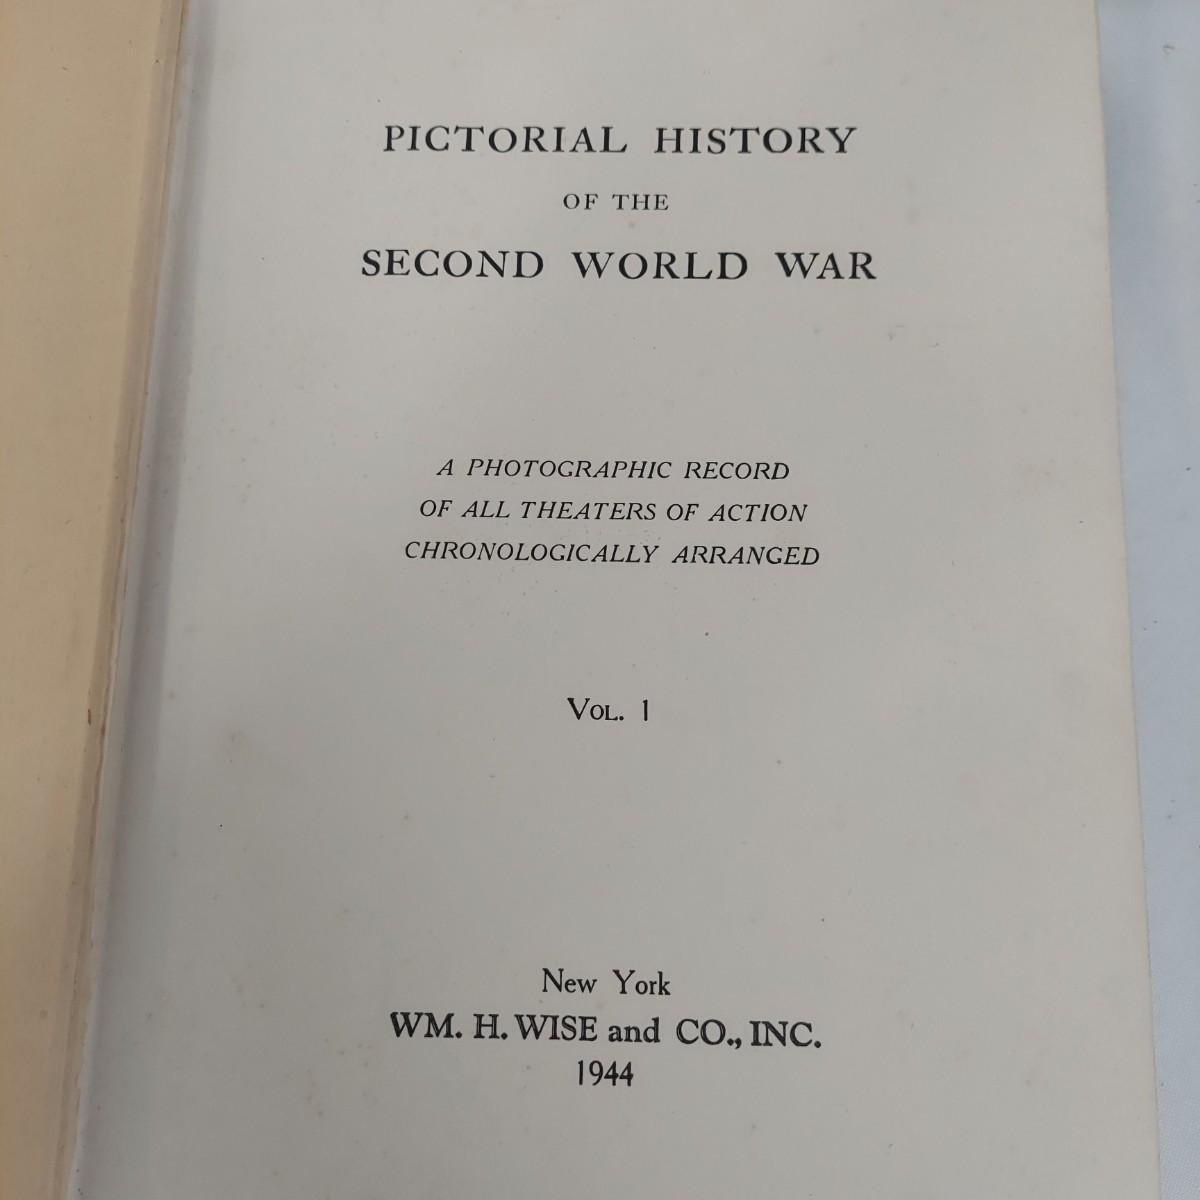 PICTORIAL HISTORY
OF THE
SECOND WORLD WAR
A PHOTOGRAPHIC RECORD
OF ALL THEATERS OF ACTION
CHRONOLOGICALLY ARRANGED
VOL. 1
New York
WM. H. WISE and CO., INC.
1944